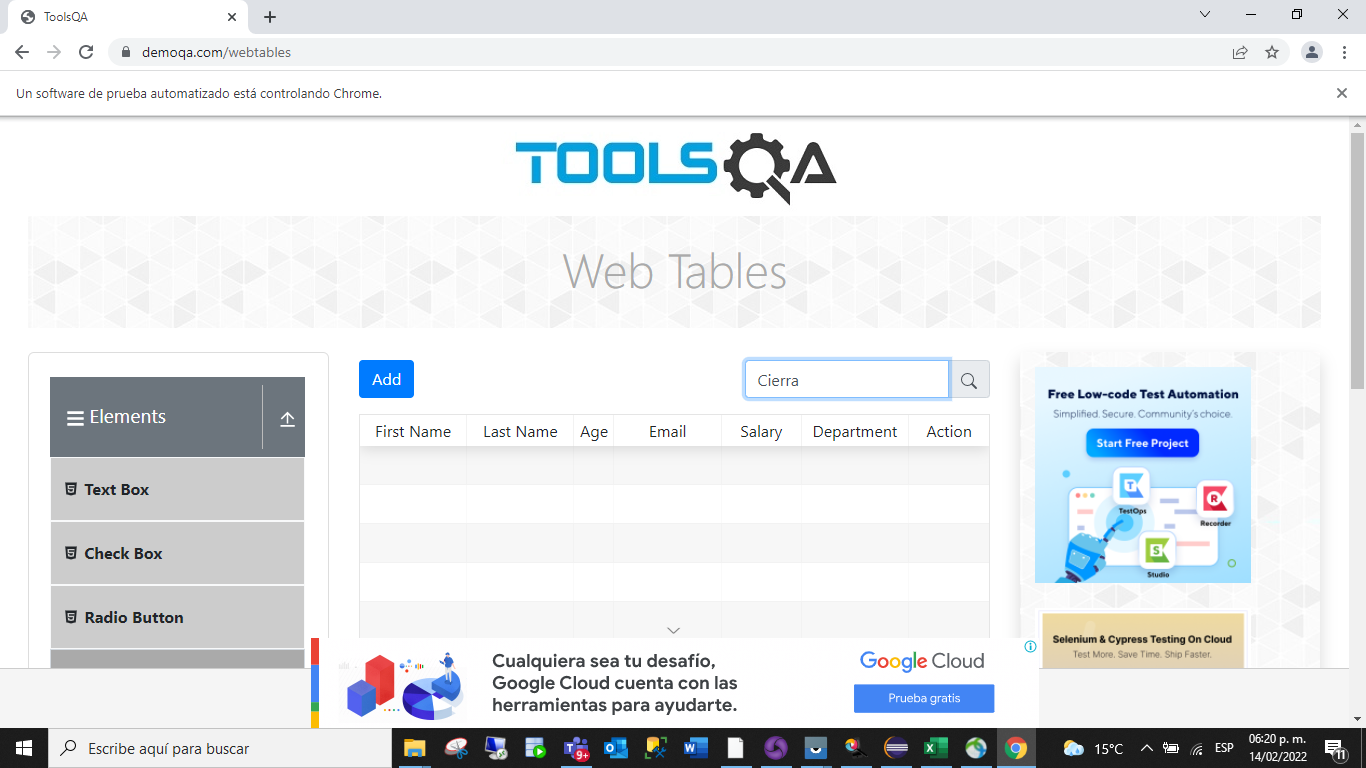 ToolsQA
demoqa.com/webtables
Un software de prueba automatizado está controlando Chrome.
TOOLSQA
Web Tables
Elements
Text Box
Check Box
Radio Button
Add
Cierra
First Name Last Name Age Email Salary Department Action
Free Low-code Test Automation
Simplified. Secure. Community's choice.
Start Free Project
TestOps
Recorder
Studio
Selenium & Cypress Testing On Cloud
Test More. Save Time. Ship Faster.
Cualquiera sea tu desafío,
Google Cloud cuenta con las
herramientas para ayudarte.
Google Cloud
Prueba gratis
Escribe aquí para buscar
9+
15°C
ESP
06:20 p. m.
14/02/2022
11